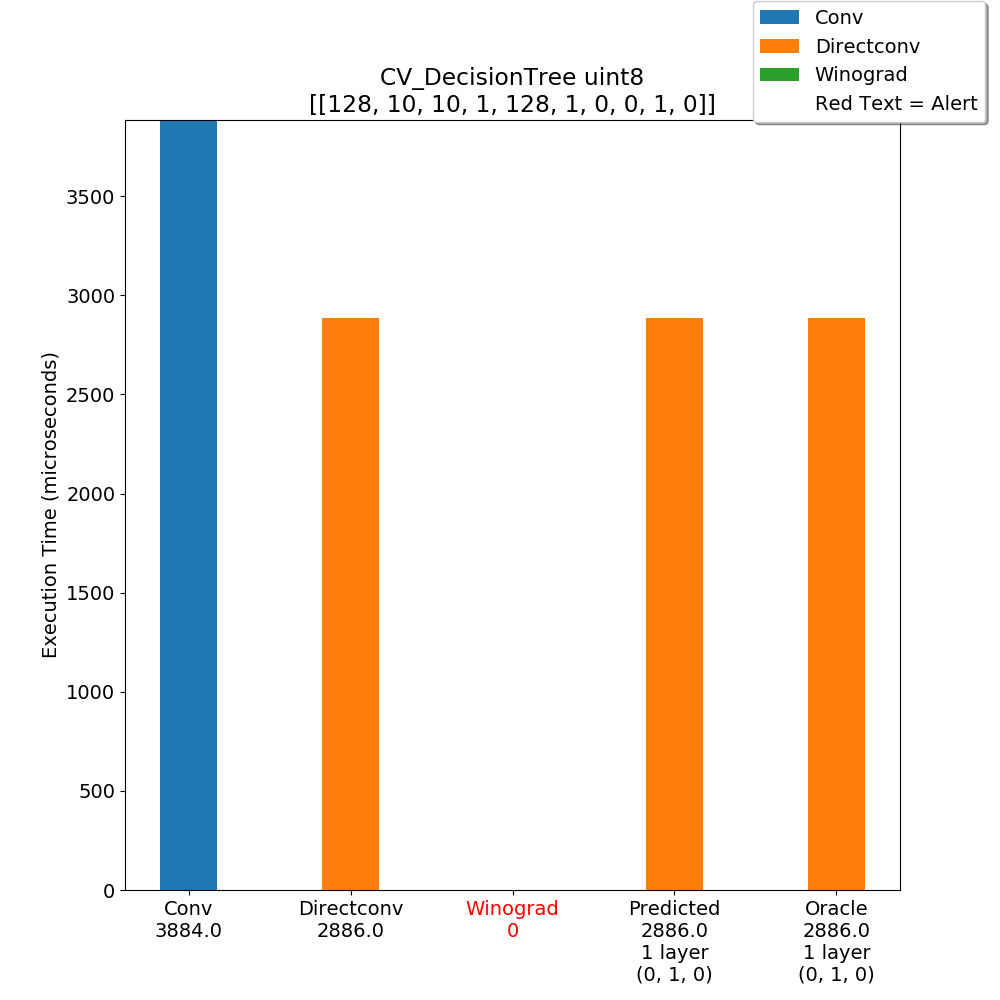 Conv
Directconv
Winograd
Red Text = Alert
CV_DecisionTree uint8
[[128, 10, 10, 1, 128, 1, 0, 0, 1, 0]]
Execution Time (microseconds)
3500
3000
2500
2000
1500
1000
500
0
Conv
3884.0
Directconv
2886.0
Winograd
0
Predicted
2886.0
1 layer
(0, 1, 0)
Oracle
2886.0
1 layer
(0, 1, 0)